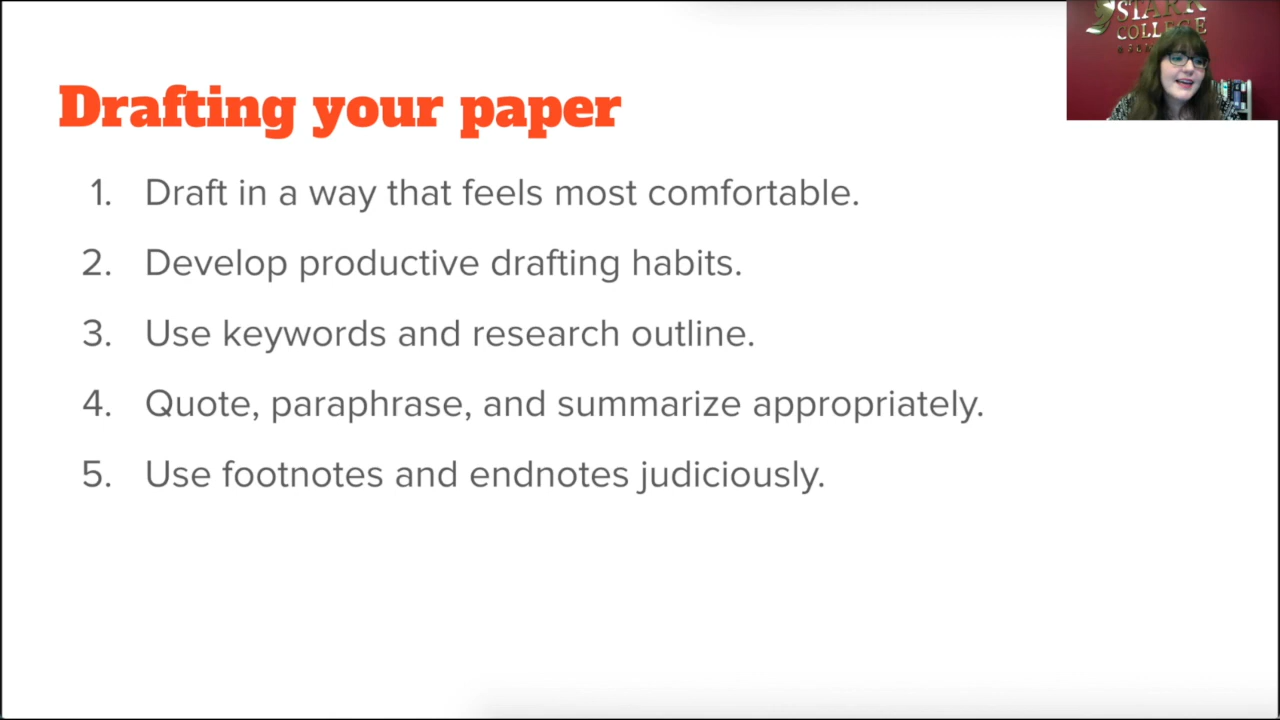 STARK
COLLEGE
Drafting your paper
1. Draft in a way that feels most comfortable.
2. Develop productive drafting habits.
3. Use keywords and research outline.
4. Quote, paraphrase, and summarize appropriately.
5. Use footnotes and endnotes judiciously.